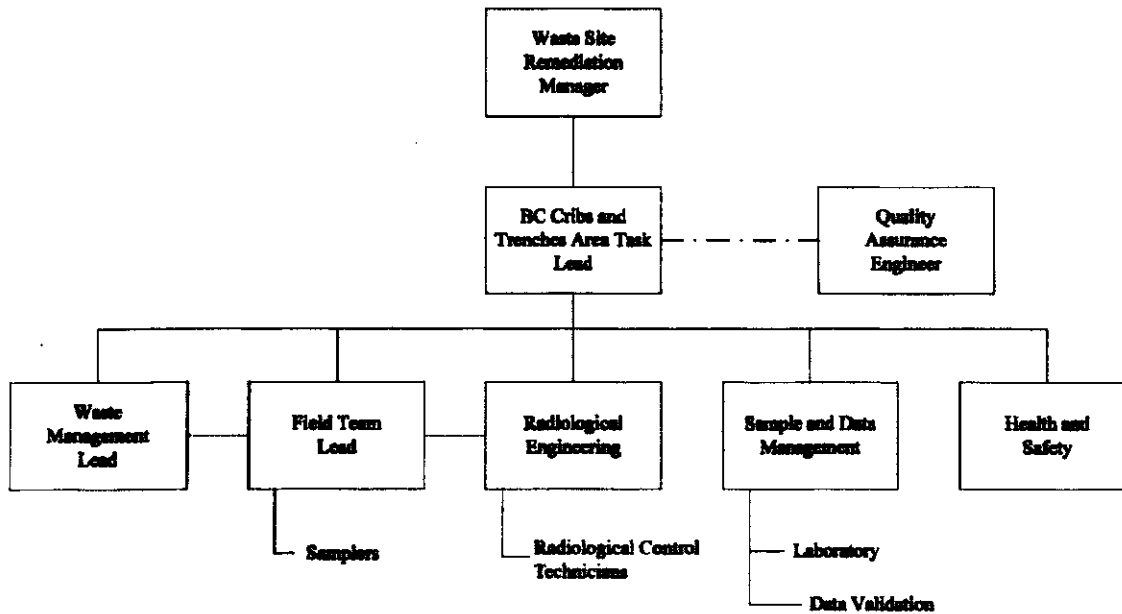 Waste Site
Remediation
Manager
BC Cribs and
Trenches Area Task
Lead
Quality
Assurance
Engineer
Waste
Management
Lead
Field Team
Lead
Radiological
Engineering
Sample and Data
Management
Health and
Safety
Samplers
Radiological Control
Technicians
Laboratory
Data Validation